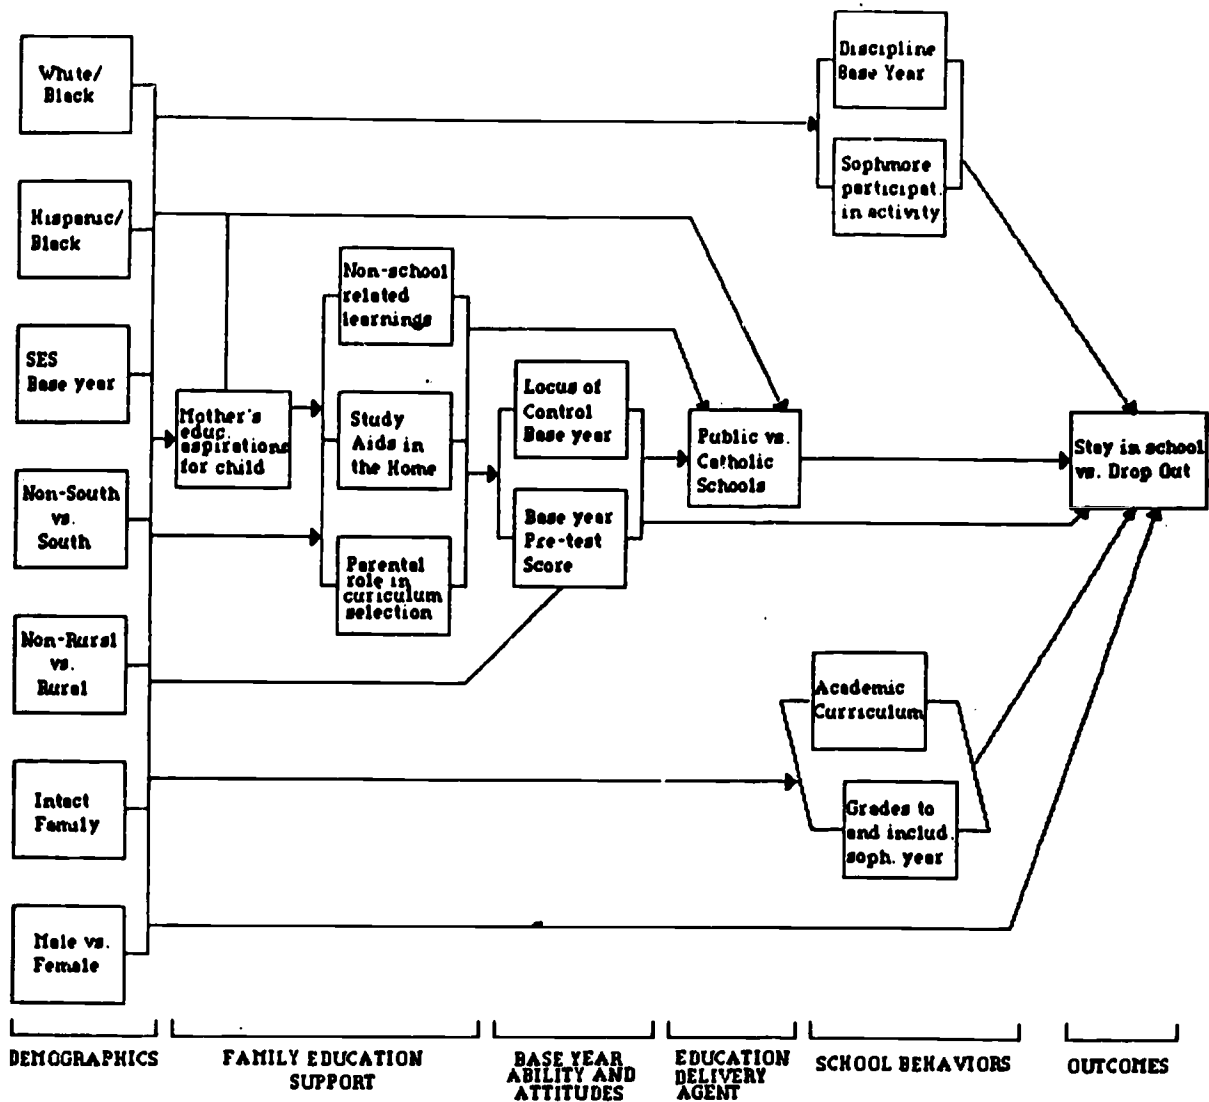 White/
Black
Hispanic/
Black
SES
Base year
Non-South
vs.
South
Non-Rural
vs.
Rural
Intact
Family
Male vs.
Female
Mother's
educ.
aspirations
for child
Non-school
related
learnings
Study
Aids in
the Home
Parental
role in
curiculum
selection
Locus of
Control
Base year
Base year
Pre-test
Score
Public vs.
Catholic
Schools
Discipline
Base Year
Sophmore
participat.
in activity
Academic
Curriculum
Grades to
and includ.
soph. year
Stay in school
vs. Drop Out
DEMOGRAPHICS
FAMILY EDUCATION
SUPPORT
BASE YEAR
ABILITY AND
ATTITUDES
EDUCATION
DELIVERY
AGENT
SCHOOL BEHAVIORS
OUTCOMES